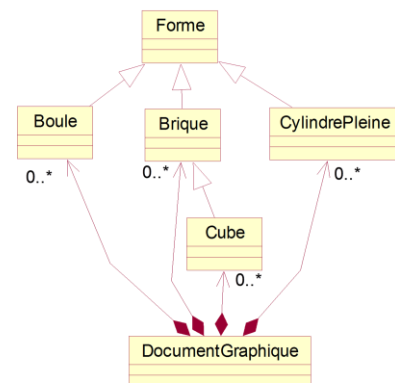 Forme
Boule
Brique
CylindrePleine
0..*
0..*
0..*
Cube
0..*
DocumentGraphique